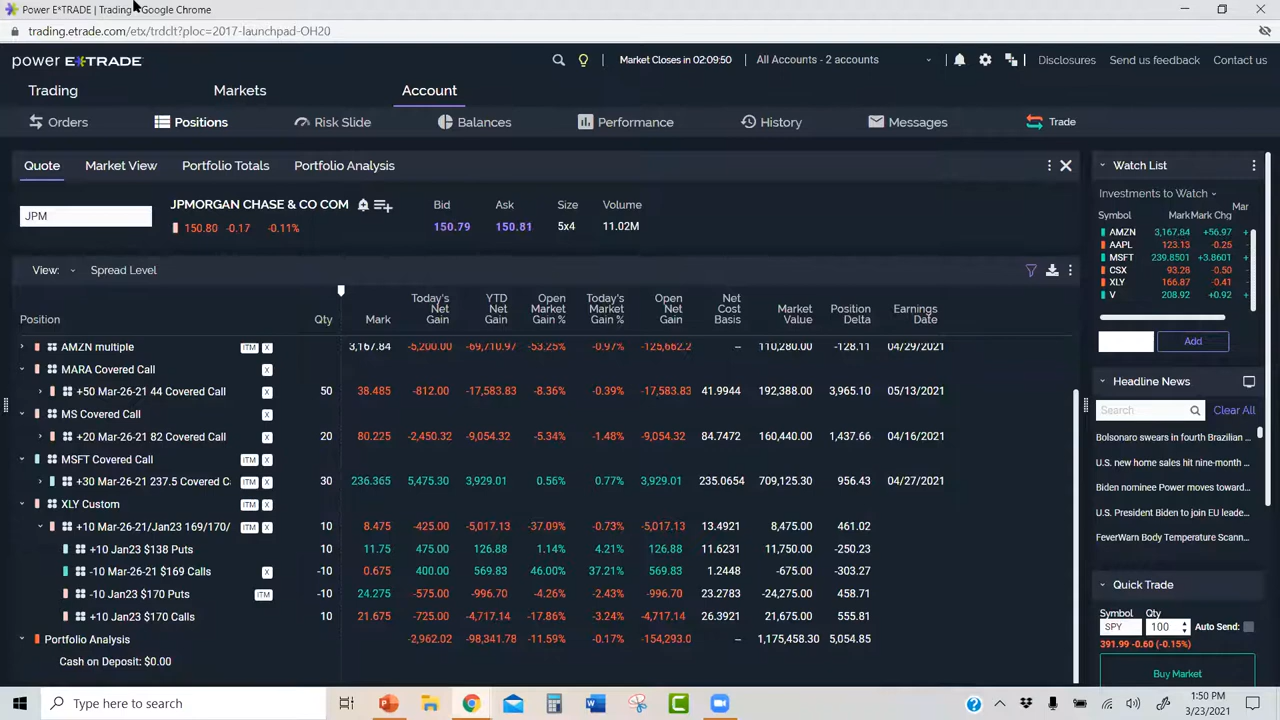 Power E*TRADE | Trading - Google Chrome
trading.etrade.com/etx/trdclt?ploc=2017-launchpad-OH20
power E*TRADE
Market Closes in 02:09:50
All Accounts - 2 accounts
Disclosures
Send us feedback
Contact us
Trading
Markets
Account
Orders
Positions
Risk Slide
Balances
Performance
History
Messages
Trade
Quote
Market View
Portfolio Totals
Portfolio Analysis
JPM
JPMORGAN CHASE & CO COM
150.80 -0.17 -0.11%
Bid Ask Size Volume
150.79 150.81 5x4 11.02M
View: Spread Level
Position Qty Mark Today's Net Gain YTD Net Gain Open Market Gain % Today's Market Gain % Open Net Gain Net Cost Basis Market Value Position Delta Earnings Date
AMZN multiple ITM X 3,167.84 -5,200.00 -69,710.97 -53.25% -0.97% -125,662.2 – 110,280.00 -128.11 04/29/2021
MARA Covered Call X
+50 Mar-26-21 44 Covered Call 50 38.485 -812.00 -17,583.83 -8.36% -0.39% -17,583.83 41.9944 192,388.00 3,965.10 05/13/2021
MS Covered Call X
+20 Mar-26-21 82 Covered Call X 20 80.225 -2,450.32 -9,054.32 -5.34% -1.48% -9,054.32 84.7472 160,440.00 1,437.66 04/16/2021
MSFT Covered Call ITM X
+30 Mar-26-21 237.5 Covered C. ITM X 30 236.365 5,475.30 3,929.01 0.56% 0.77% 3,929.01 235.0654 709,125.30 956.43 04/27/2021
XLY Custom ITM X
+10 Mar-26-21/Jan23 169/170/ ITM X 10 8.475 -425.00 -5,017.13 -37.09% -0.73% -5,017.13 13.4921 8,475.00 461.02
+10 Jan23 $138 Puts 10 11.75 475.00 126.88 1.14% 4.21% 126.88 11.6231 11,750.00 -250.23
-10 Mar-26-21 $169 Calls X -10 0.675 400.00 569.83 46.00% 37.21% 569.83 1.2448 -675.00 -303.27
-10 Jan23 $170 Puts ITM -10 24.275 -575.00 -996.70 -4.26% -2.43% -996.70 23.2783 -24,275.00 458.71
+10 Jan23 $170 Calls 10 21.675 -725.00 -4,717.14 -17.86% -3.24% -4,717.14 26.3921 21,675.00 555.81
Portfolio Analysis -2,962.02 -98,341.78 -11.59% -0.17% -154,293.0 – 1,175,458.30 5,054.85
Cash on Deposit: $0.00
Watch List
Investments to Watch
Mar
Symbol Mark Mark Chg
AMZN 3,167.84 +56.97
AAPL 123.13 -0.25
MSFT 239.8501 +3.8601
CSX 93.28 -0.50
XLY 166.87 -0.41
V 208.92 +0.92
Add
Headline News
Search Clear All
Bolsonaro swears in fourth Brazilian ...
U.S. new home sales hit nine-month ...
Biden nominee Power moves toward...
U.S. President Biden to join EU leade...
FeverWarn Body Temperature Scann...
Quick Trade
Symbol Qty
SPY 100 Auto Send:
391.99 -0.60 (-0.15%)
Buy Market
Type here to search
1:50 PM
3/23/2021